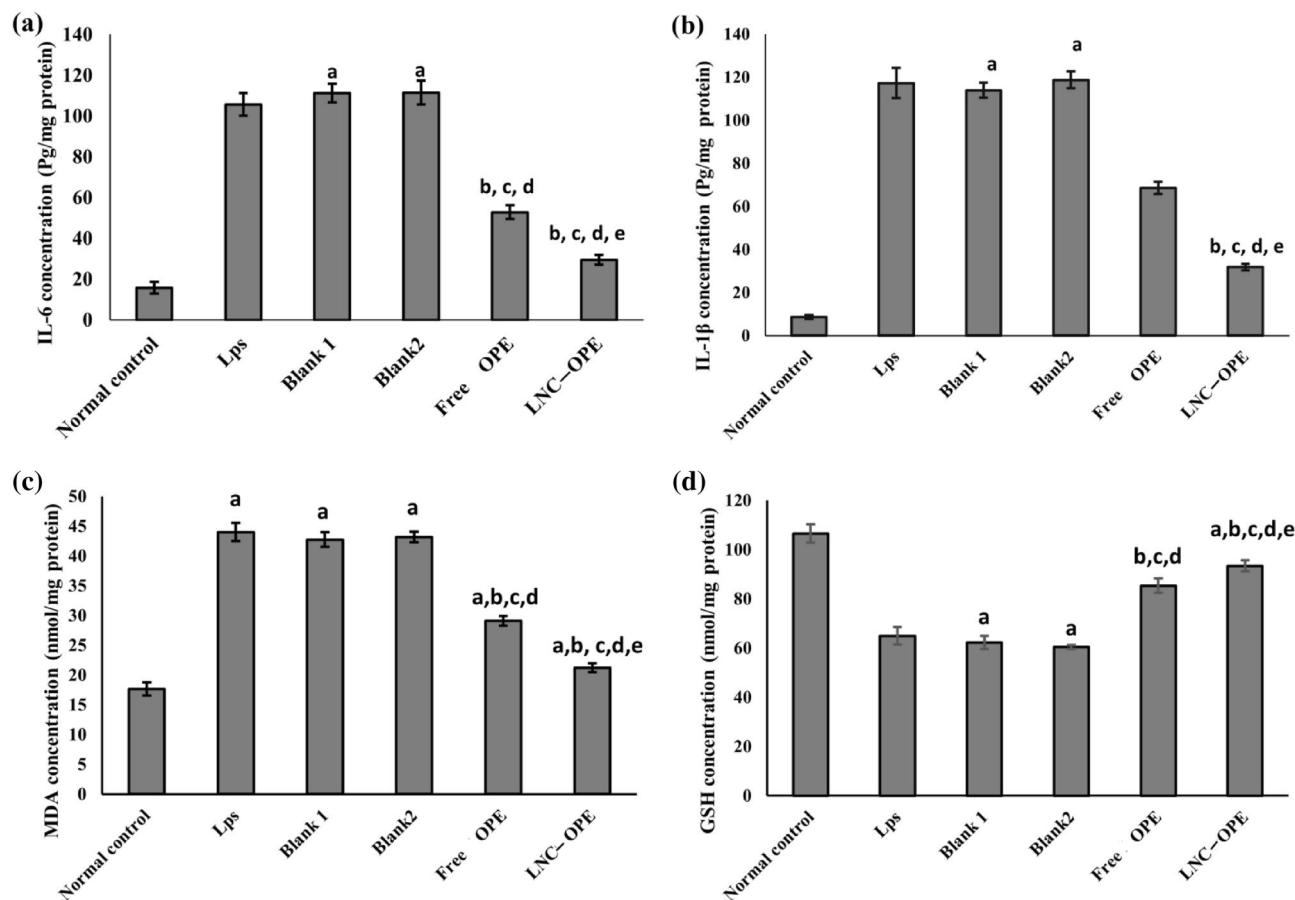 (a)
IL-6 concentration (Pg/mg protein)
140
120
100
80
60
40
20
0
a
a
b, c, d
b, c, d, e
Normal control
Lps
Blank 1
Blank2
Free OPE
LNC–OPE
(b)
IL-1β concentration (Pg/mg protein)
140
120
100
80
60
40
20
0
a
a
b, c, d, e
Normal control
Lps
Blank 1
Blank2
Free OPE
LNC–OPE
(c)
MDA concentration (nmol/mg protein)
50
45
40
35
30
25
20
15
10
5
0
a
a
a
a,b,c,d
a,b, c,d,e
Normal control
Lps
Blank 1
Blank2
Free OPE
LNC– OPE
(d)
GSH concentration (nmol/mg protein)
120
100
80
60
40
20
0
a
a
b,c,d
a,b,c,d,e
Normal control
Lps
Blank 1
Blank2
Free OPE
LNC– OPE